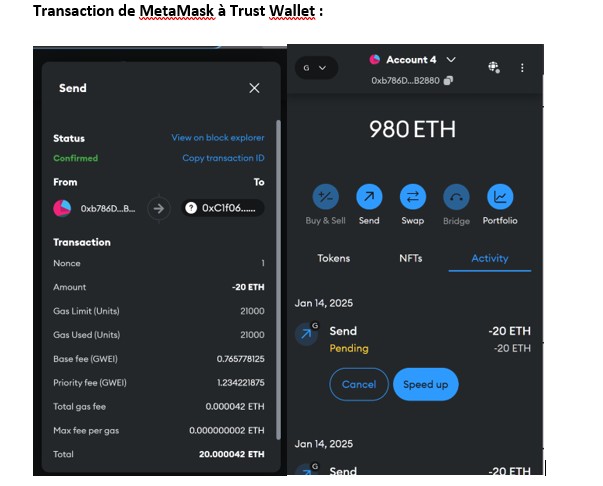 Transaction de MetaMask à Trust Wallet :
Send
Status
View on block explorer
Confirmed
Copy transaction ID
From
To
0xb786D...B...
? 0xC1f06......
Transaction
Nonce
1
Amount
-20 ETH
Gas Limit (Units)
21000
Gas Used (Units)
21000
Base fee (GWEI)
0.765778125
Priority fee (GWEI)
1.234221875
Total gas fee
0.000042 ETH
Max fee per gas
0.000000002 ETH
Total
20.000042 ETH
G
Account 4
0xb786D...B2880
980 ETH
Buy & Sell
Send
Swap
Bridge
Portfolio
Tokens
NFTs
Activity
Jan 14, 2025
G
Send
-20 ETH
Pending
-20 ETH
Cancel
Speed up
Jan 14, 2025
G
Send
-20 ETH